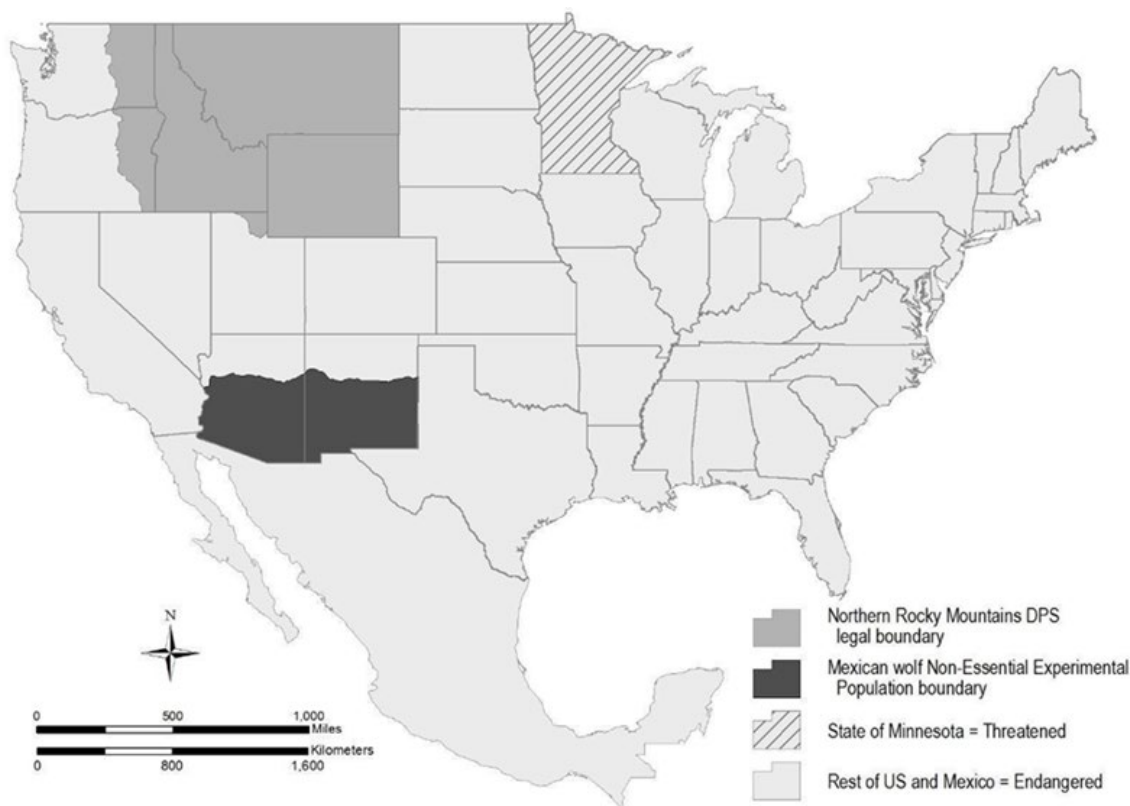 Northern Rocky Mountains DPS
legal boundary
Mexican wolf Non-Essential Experimental
Population boundary
State of Minnesota = Threatened
Rest of US and Mexico = Endangered
N
0 500 1,000
Miles
Kilometers
0 800 1,600